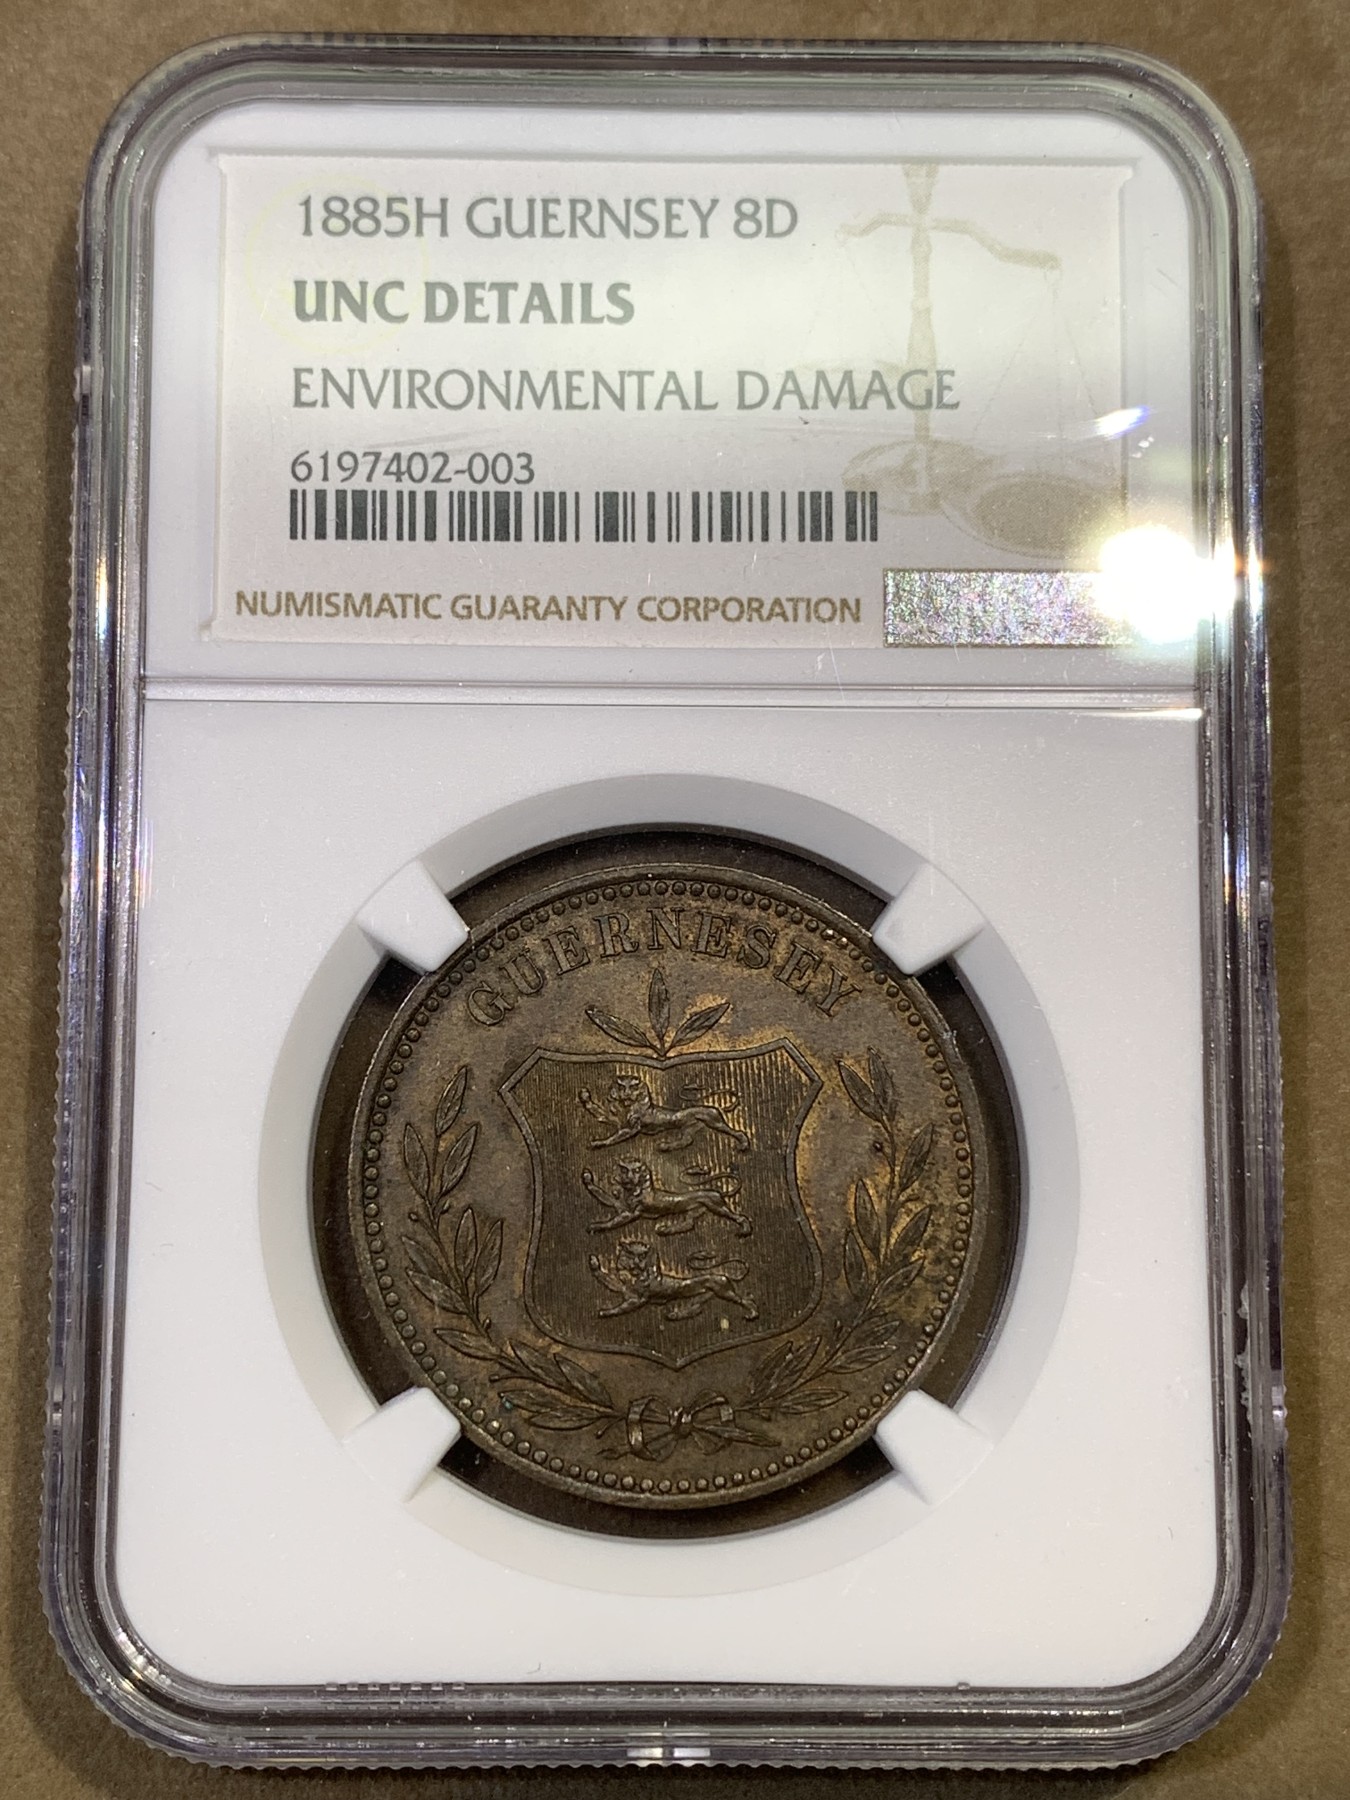 1885H GUERNSEY 8D
UNC DETAILS
ENVIRONMENTAL DAMAGE
6197402-003
NUMISMATIC GUARANTY CORPORATION
GUERNESEY